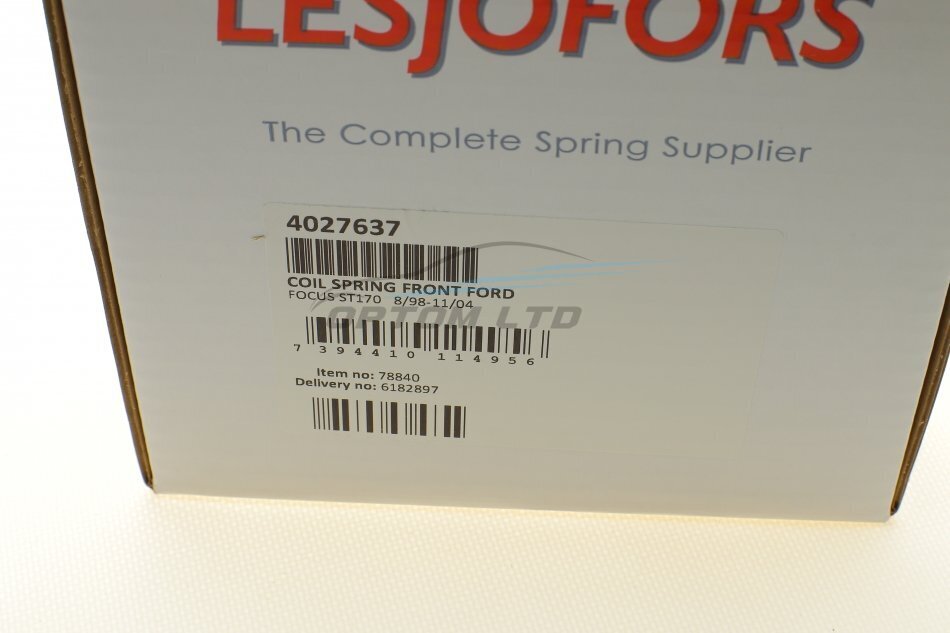 LESJÖFORS
The Complete Spring Supplier
4027637
COIL SPRING FRONT FORD
FOCUS ST170 8/98-11/04
ORTOM LTD
7 394410 114956
Item no: 78840
Delivery no: 6182897